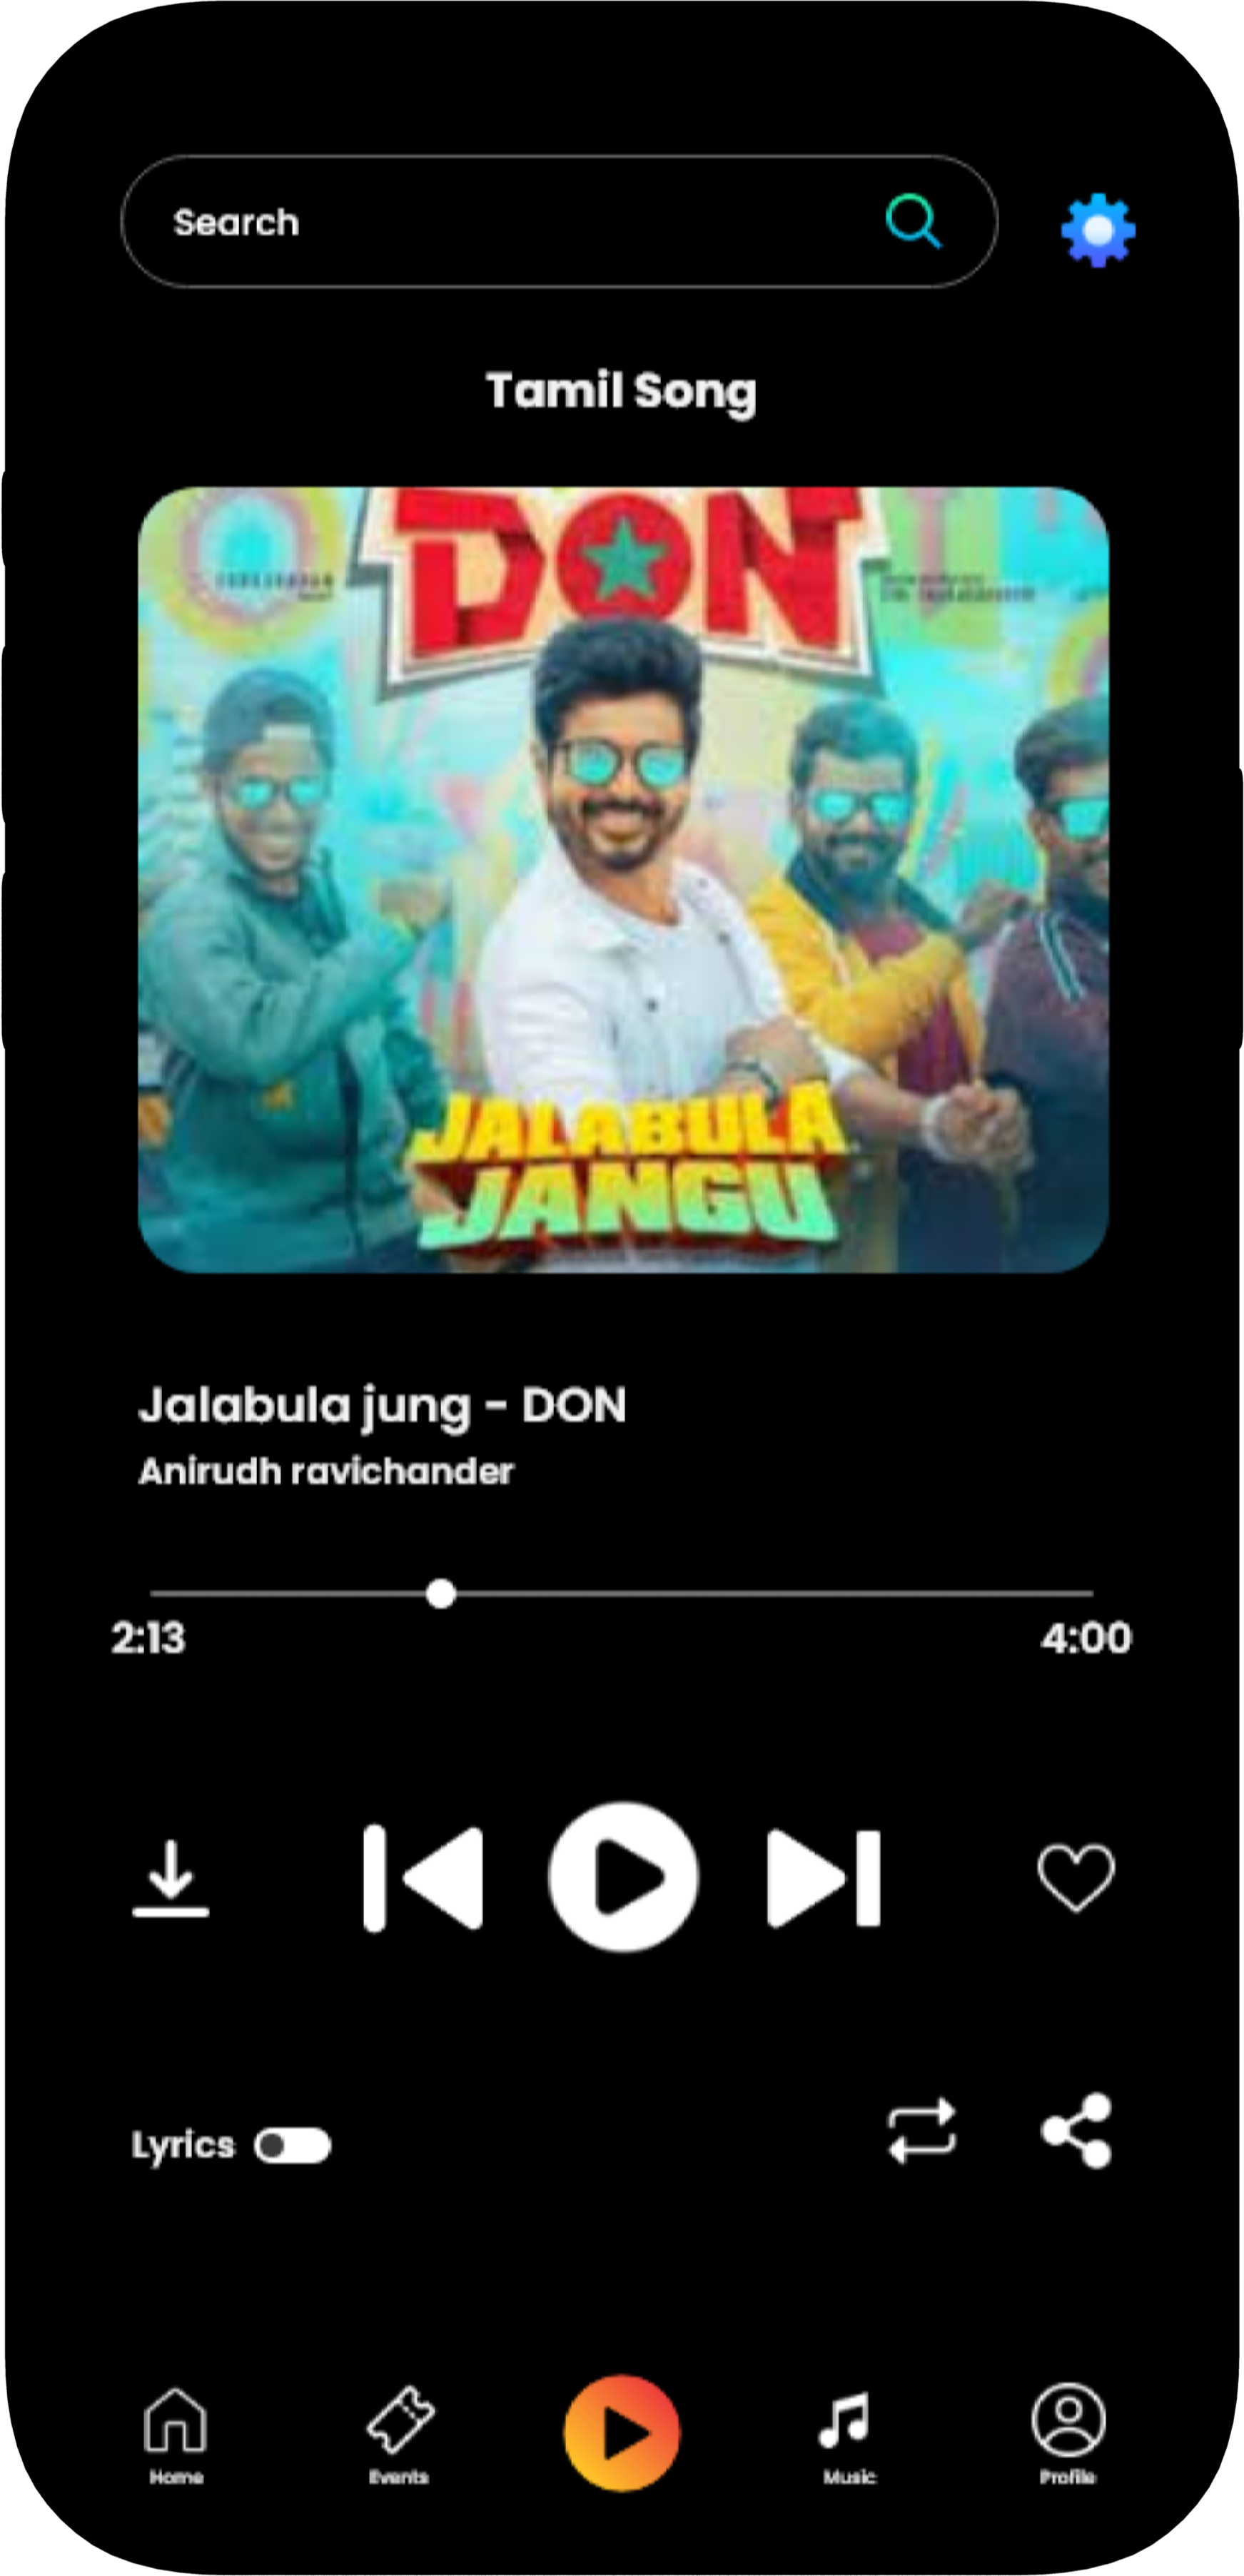 Search
Tamil Song
DON
JALABULA
JANGU
Jalabula jung - DON
Anirudh ravichander
2:13
4:00
Lyrics
Home
Events
Music
Profile